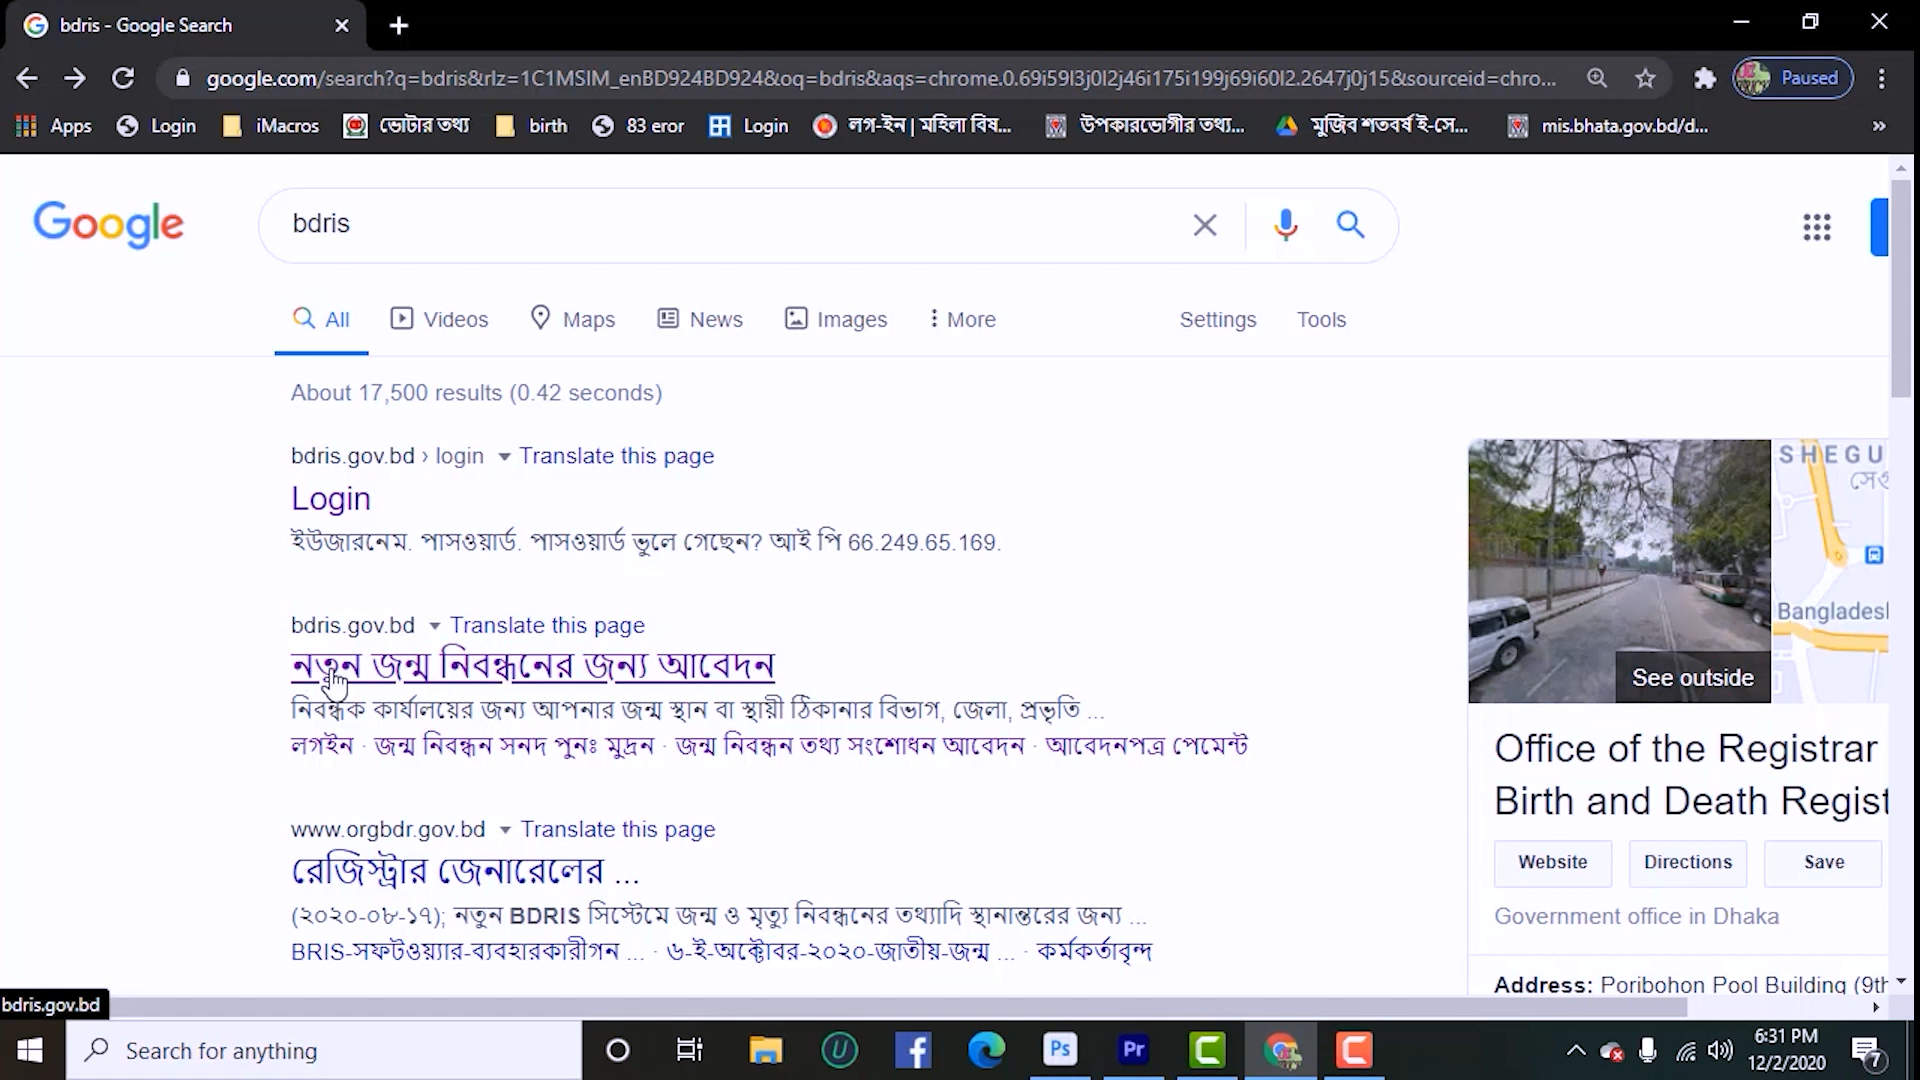 bdris - Google Search
google.com/search?q=bdris&rlz=1C1MSIM_enBD924BD924&oq=bdris&aqs=chrome.0.69i59l3j0l2j46i175i199j69i60l2.2647j0j15&sourceid=chro...
Paused
Apps
Login
iMacros
ভোটার তথ্য
birth
83 eror
Login
লগ-ইন | মহিলা বিষ...
উপকারভোগীর তথ্য...
মুজিব শতবর্ষ ই-সে...
mis.bhata.gov.bd/d...
»
Google
bdris
All
Videos
Maps
News
Images
More
Settings
Tools
About 17,500 results (0.42 seconds)
bdris.gov.bd › login Translate this page
Login
ইউজারনেম. পাসওয়ার্ড. পাসওয়ার্ড ভুলে গেছেন? আই পি 66.249.65.169.
bdris.gov.bd Translate this page
নতুন জন্ম নিবন্ধনের জন্য আবেদন
নিবন্ধক কার্যালয়ের জন্য আপনার জন্ম স্থান বা স্থায়ী ঠিকানার বিভাগ, জেলা, প্রভৃতি ...
লগইন · জন্ম নিবন্ধন সনদ পুনঃ মুদ্রন · জন্ম নিবন্ধন তথ্য সংশোধন আবেদন · আবেদনপত্র পেমেন্ট
www.orgbdr.gov.bd Translate this page
রেজিস্ট্রার জেনারেলের ...
(২০২০-০৮-১৭); নতুন BDRIS সিস্টেমে জন্ম ও মৃত্যু নিবন্ধনের তথ্যাদি স্থানান্তরের জন্য ...
BRIS-সফটওয়্যার-ব্যবহারকারীগন ... · ৬-ই-অক্টোবর-২০২০-জাতীয়-জন্ম ... · কর্মকর্তাবৃন্দ
SHEGU
Bangladesh
See outside
Office of the Registrar
Birth and Death Regist
Website
Directions
Save
Government office in Dhaka
Address: Poribohon Pool Building (9th
bdris.gov.bd
Search for anything
Ps
Pr
6:31 PM
12/2/2020
7